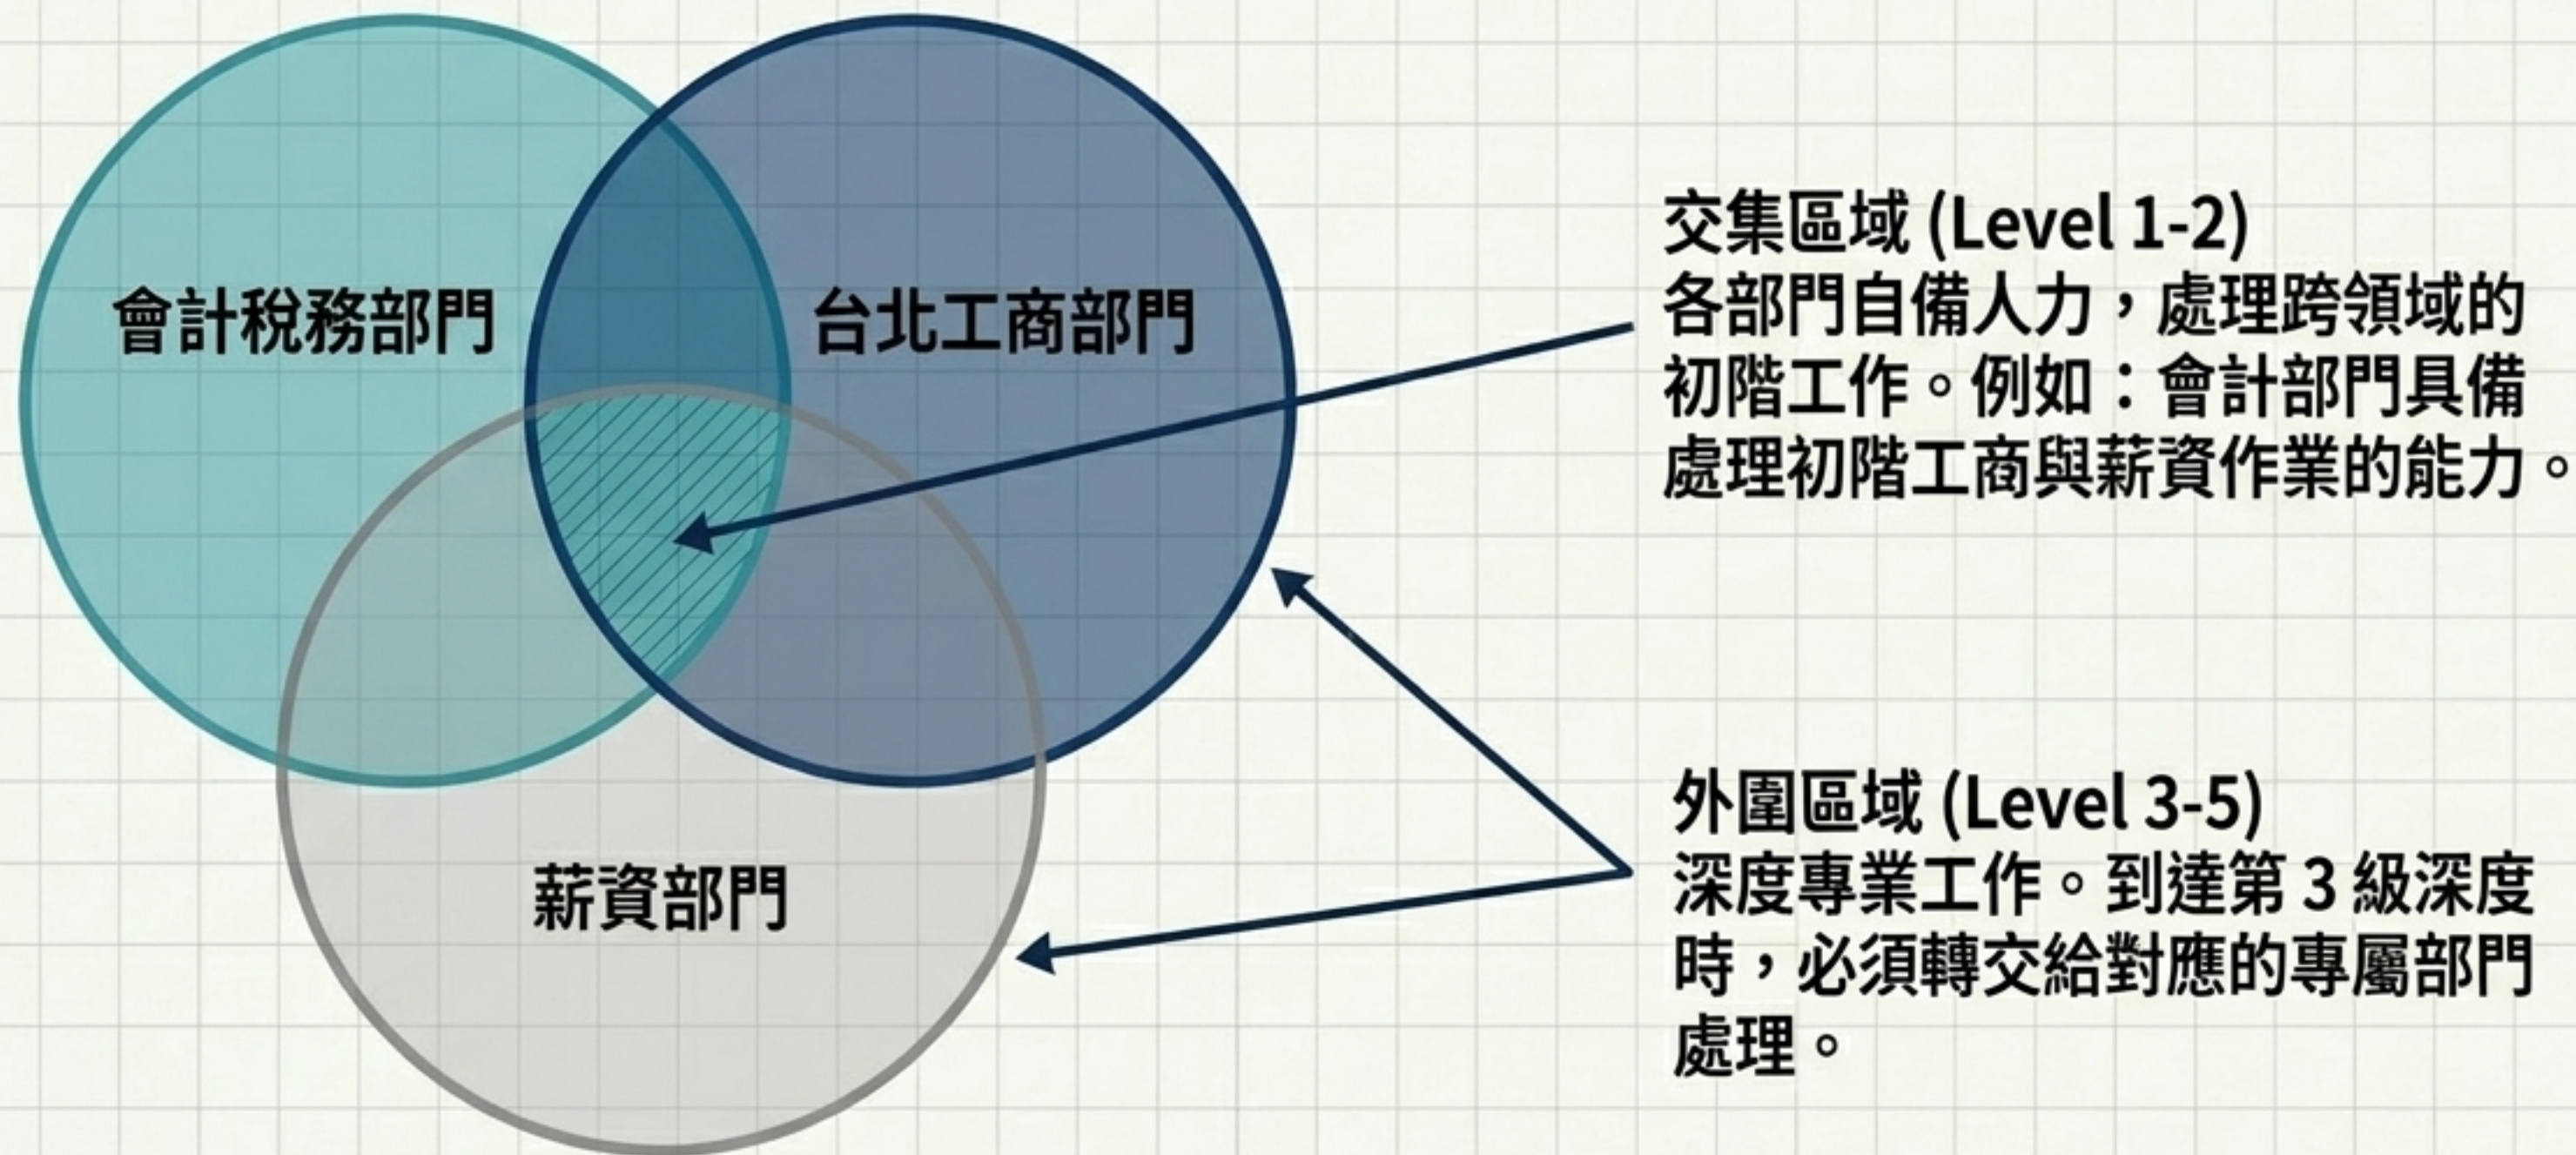 會計稅務部門
台北工商部門
薪資部門
交集區域 (Level 1-2)
各部門自備人力，處理跨領域的
初階工作。例如：會計部門具備
處理初階工商與薪資作業的能力。
外圍區域 (Level 3-5)
深度專業工作。到達第 3 級深度
時，必須轉交給對應的專屬部門
處理。